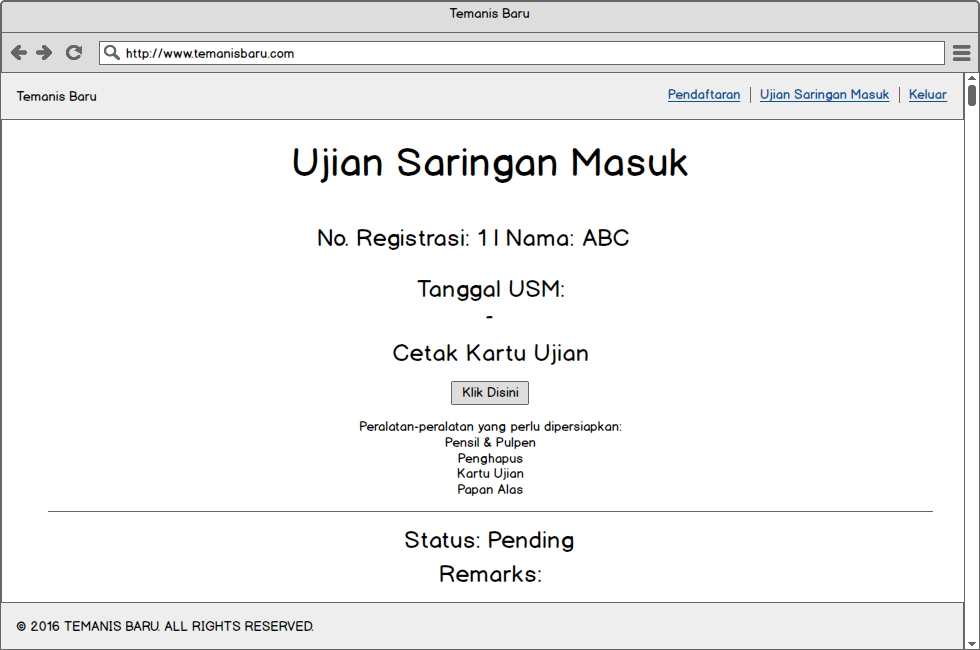 Temanis Baru
http://www.temanisbaru.com
Temanis Baru
Pendaftaran | Ujian Saringan Masuk | Keluar
Ujian Saringan Masuk
No. Registrasi: 1 | Nama: ABC
Tanggal USM:
-
Cetak Kartu Ujian
Klik Disini
Peralatan-peralatan yang perlu dipersiapkan:
Pensil & Pulpen
Penghapus
Kartu Ujian
Papan Alas
Status: Pending
Remarks:
© 2016 TEMANIS BARU. ALL RIGHTS RESERVED.